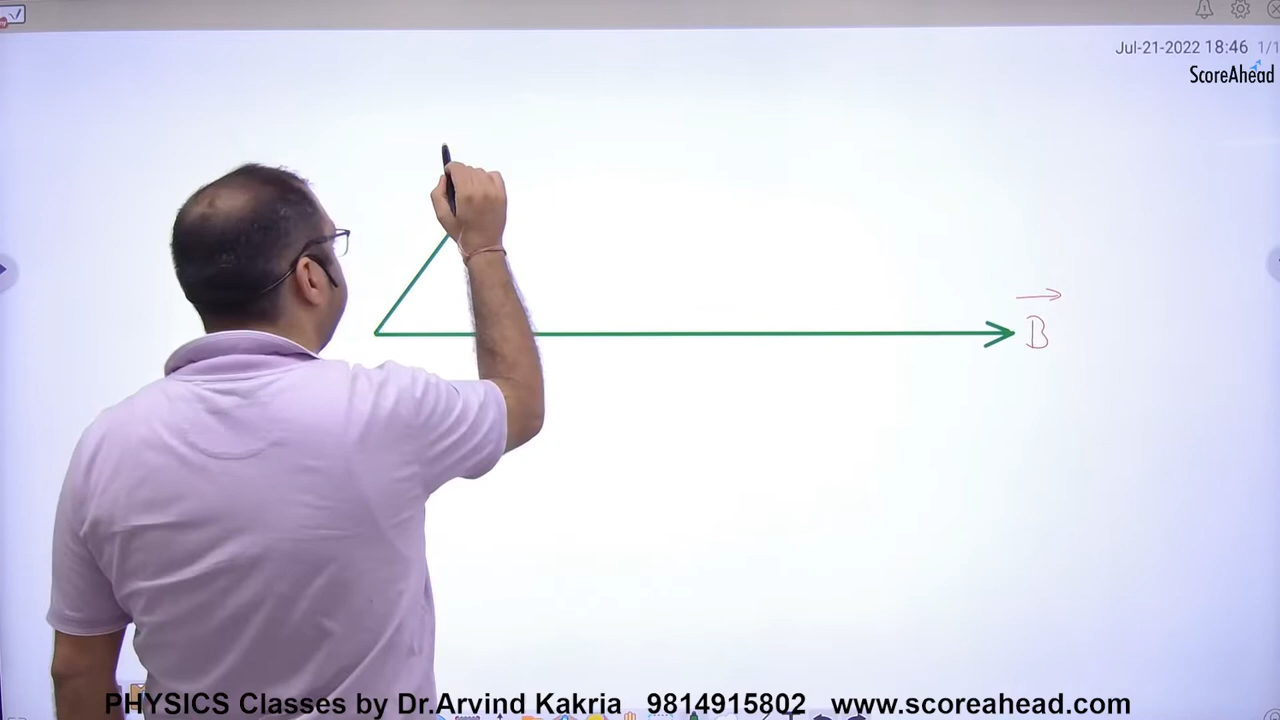 Jul-21-2022 18:46 1/1
ScoreAhead
B
PHYSICS Classes by Dr.Arvind Kakria 9814915802 www.scoreahead.com